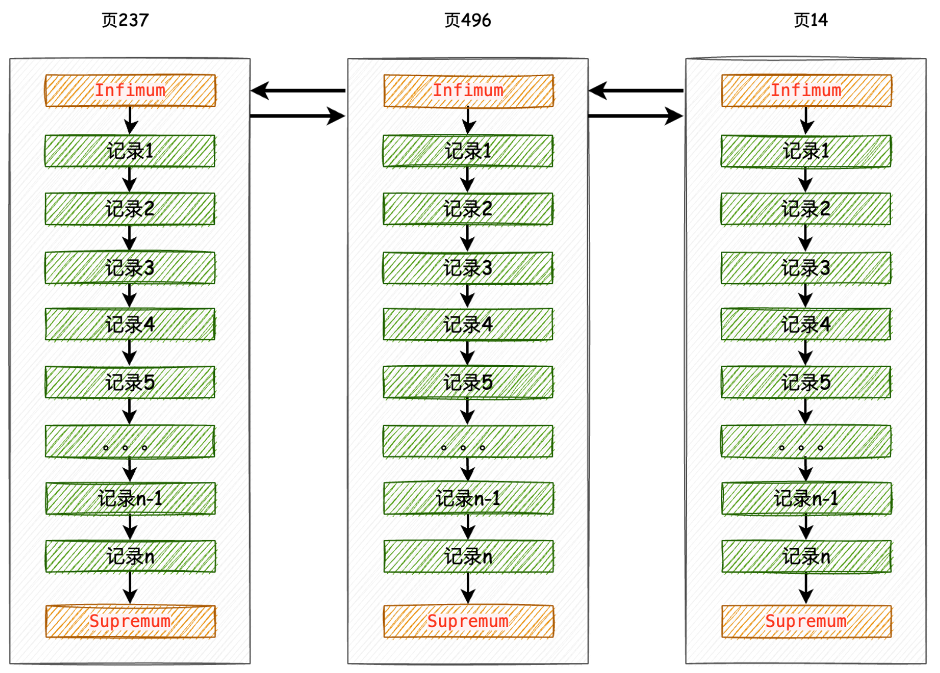 页237
Infimum
记录1
记录2
记录3
记录4
记录5
。。。
记录n-1
记录n
Supremum
页496
Infimum
记录1
记录2
记录3
记录4
记录5
。。。
记录n-1
记录n
Supremum
页14
Infimum
记录1
记录2
记录3
记录4
记录5
。。。
记录n-1
记录n
Supremum